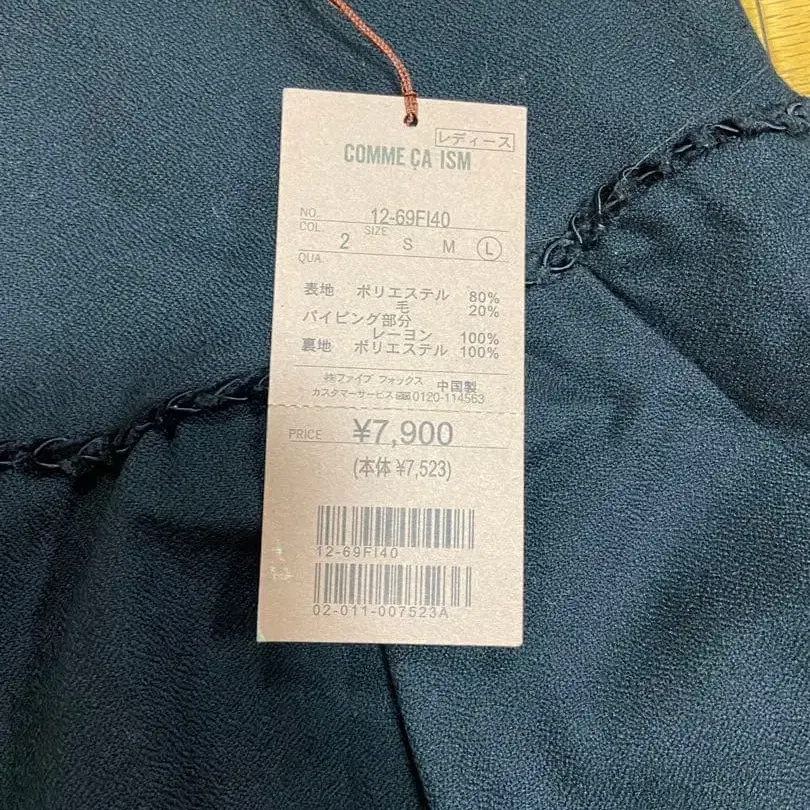 レディース
COMME ÇA ISM
NO. 12-69FI40
COL. 2 SIZE S M L
QUA.
表地 ポリエステル 80%
毛 20%
パイピング部分
レーヨン 100%
裏地 ポリエステル 100%
㈱ファイブ フォックス 中国製
カスタマーサービス 0120-114563
PRICE ¥7,900
(本体 ¥7,523)
12-69FI40
02-011-007523A